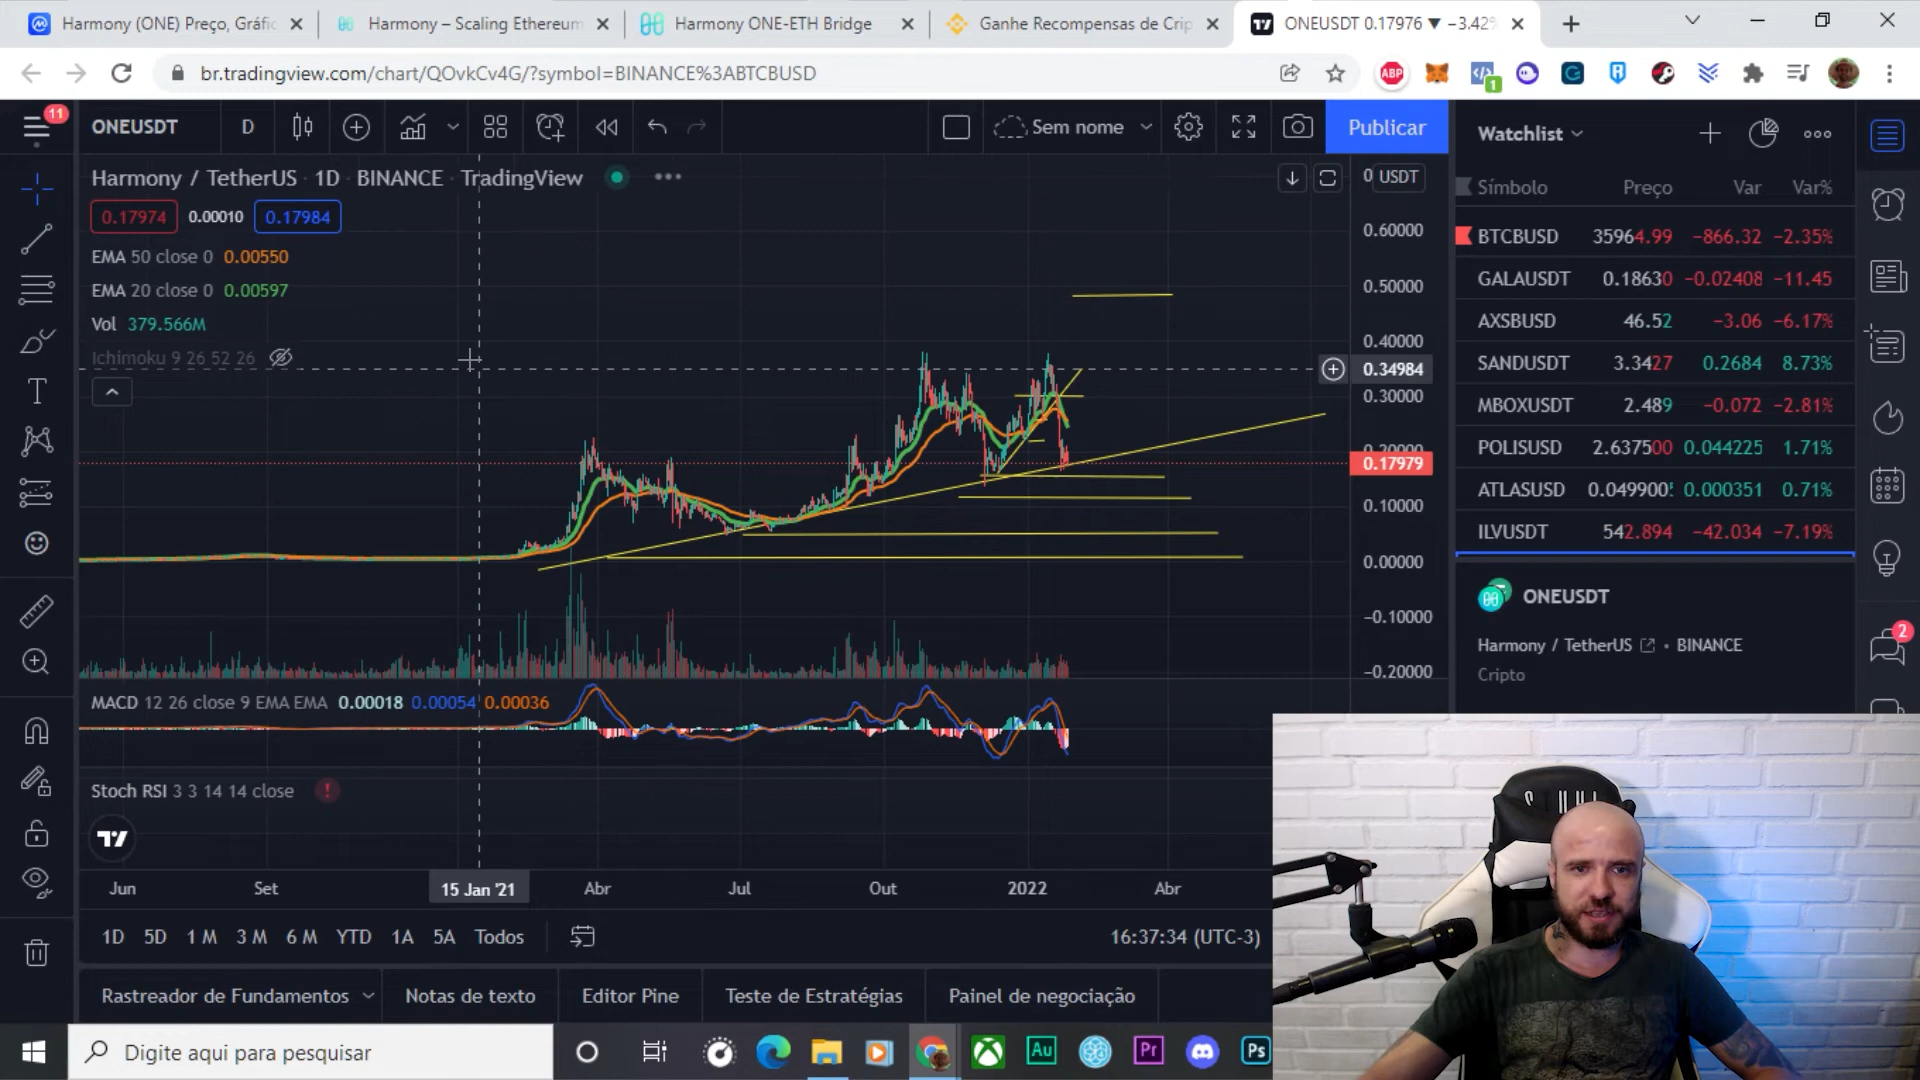 Harmony (ONE) Preço, Gráfic
Harmony – Scaling Ethereum
Harmony ONE-ETH Bridge
Ganhe Recompensas de Crip
ONEUSDT 0.17976 ▼ −3.42%
br.tradingview.com/chart/QOvkCv4G/?symbol=BINANCE%3ABTCBUSD
ABP
1
11
ONEUSDT
D
Sem nome
Publicar
Harmony / TetherUS · 1D · BINANCE · TradingView
0.17974
0.00010
0.17984
EMA 50 close 0 0.00550
EMA 20 close 0 0.00597
Vol 379.566M
Ichimoku 9 26 52 26
USDT
0.60000
0.50000
0.40000
0.34984
0.30000
0.20000
0.17979
0.10000
0.00000
−0.10000
−0.20000
MACD 12 26 close 9 EMA EMA 0.00018 0.00054 0.00036
Stoch RSI 3 3 14 14 close
Jun
Set
15 Jan '21
Abr
Jul
Out
2022
Abr
1D 5D 1 M 3 M 6 M YTD 1A 5A Todos
16:37:34 (UTC-3)
Rastreador de Fundamentos
Notas de texto
Editor Pine
Teste de Estratégias
Painel de negociação
Watchlist
Símbolo Preço Var Var%
BTCBUSD 35964.99 −866.32 −2.35%
GALAUSDT 0.18630 −0.02408 −11.45
AXSBUSD 46.52 −3.06 −6.17%
SANDUSDT 3.3427 0.2684 8.73%
MBOXUSDT 2.489 −0.072 −2.81%
POLISUSD 2.637500 0.044225 1.71%
ATLASUSD 0.049900 0.000351 0.71%
ILVUSDT 542.894 −42.034 −7.19%
ONEUSDT
Harmony / TetherUS • BINANCE
Cripto
2
Digite aqui para pesquisar
Au
Pr
Ps